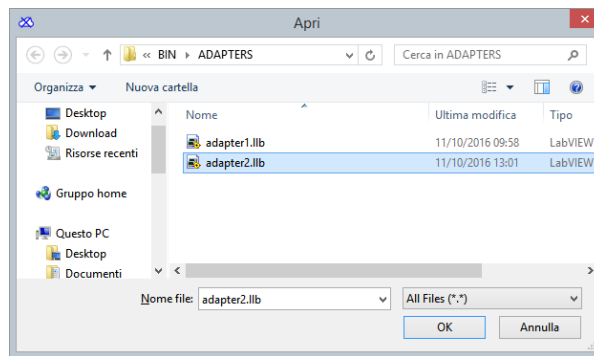 Apri
« BIN ADAPTERS
Cerca in ADAPTERS
Organizza
Nuova cartella
Nome
Ultima modifica
Tipo
Desktop
Download
Risorse recenti
Gruppo home
Questo PC
Desktop
Documenti
adapter1.llb 11/10/2016 09:58 LabVIEW
adapter2.llb 11/10/2016 13:01 LabVIEW
Nome file: adapter2.llb
All Files (*.*)
OK
Annulla